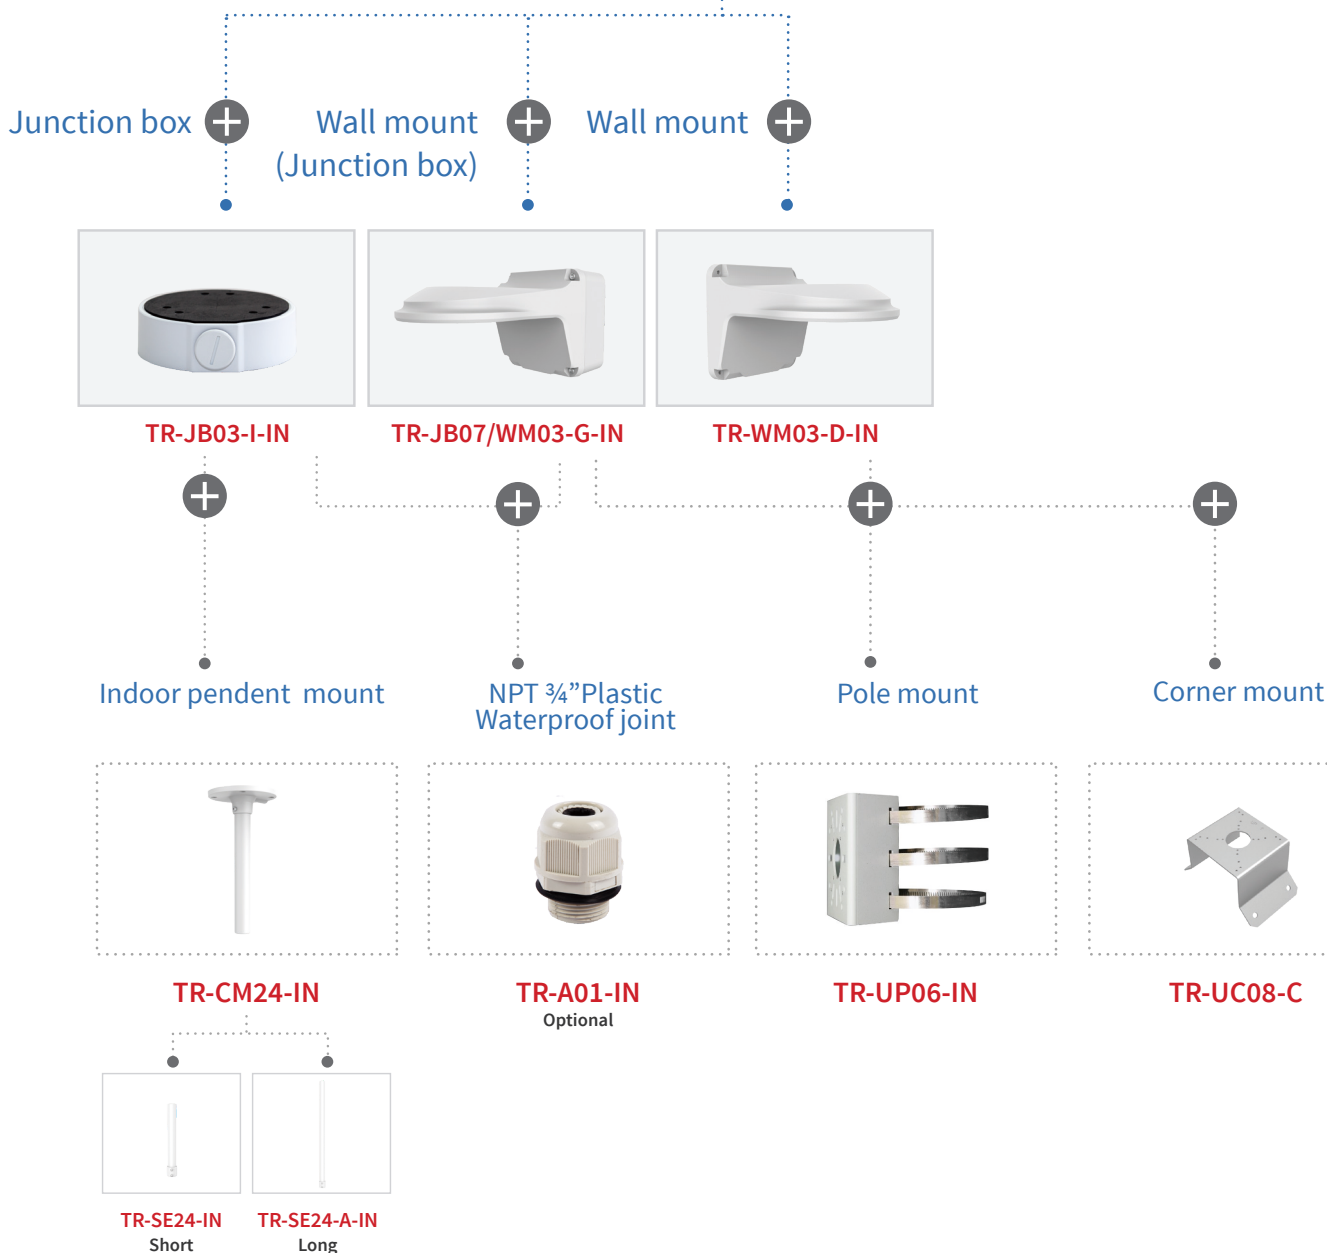 Junction box
Wall mount
(Junction box)
Wall mount
TR-JB03-I-IN
TR-JB07/WM03-G-IN
TR-WM03-D-IN
Indoor pendent mount
NPT ¾”Plastic
Waterproof joint
Pole mount
Corner mount
TR-CM24-IN
TR-A01-IN
Optional
TR-UP06-IN
TR-UC08-C
TR-SE24-IN
Short
TR-SE24-A-IN
Long